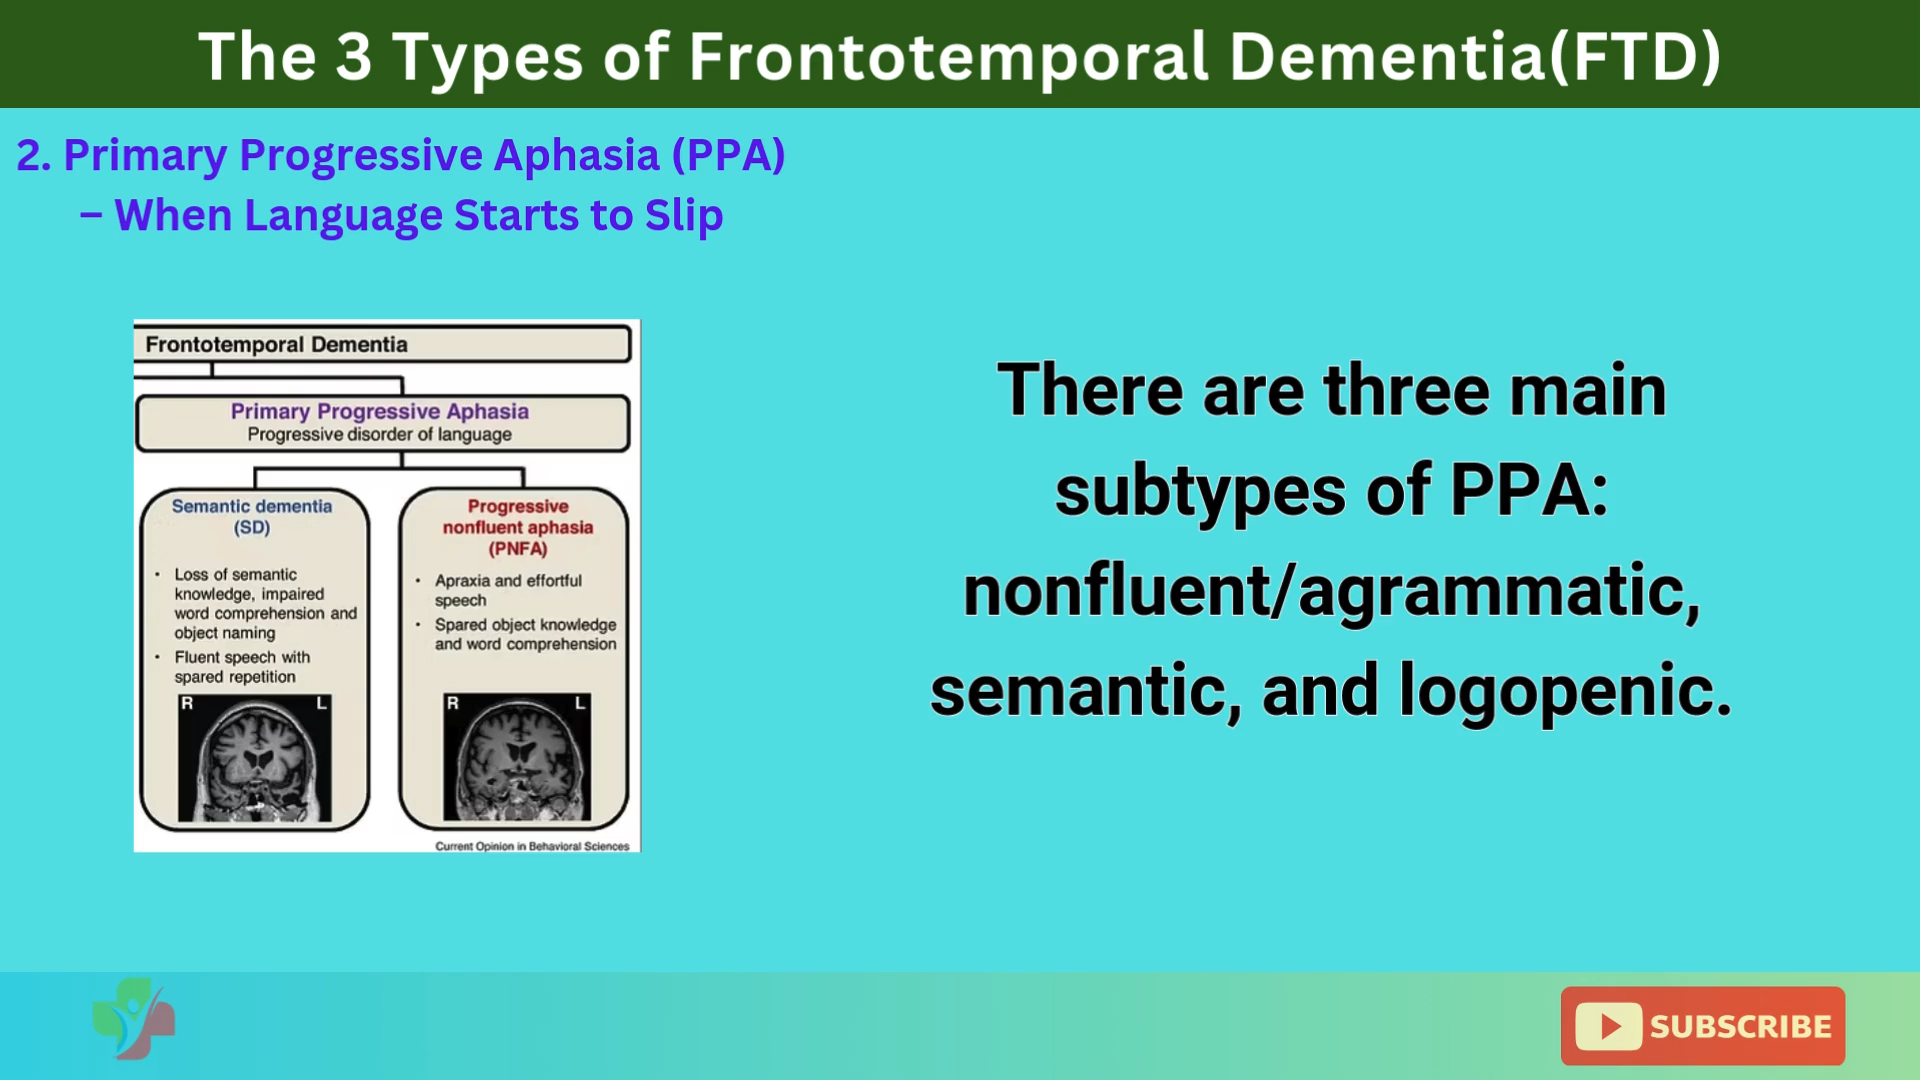 The 3 Types of Frontotemporal Dementia(FTD)
2. Primary Progressive Aphasia (PPA)
– When Language Starts to Slip
Frontotemporal Dementia
Primary Progressive Aphasia
Progressive disorder of language
Semantic dementia
(SD)
• Loss of semantic
knowledge, impaired
word comprehension and
object naming
• Fluent speech with
spared repetition
R L
Progressive
nonfluent aphasia
(PNFA)
• Apraxia and effortful
speech
• Spared object knowledge
and word comprehension
R L
Current Opinion in Behavioral Sciences
There are three main
subtypes of PPA:
nonfluent/agrammatic,
semantic, and logopenic.
SUBSCRIBE